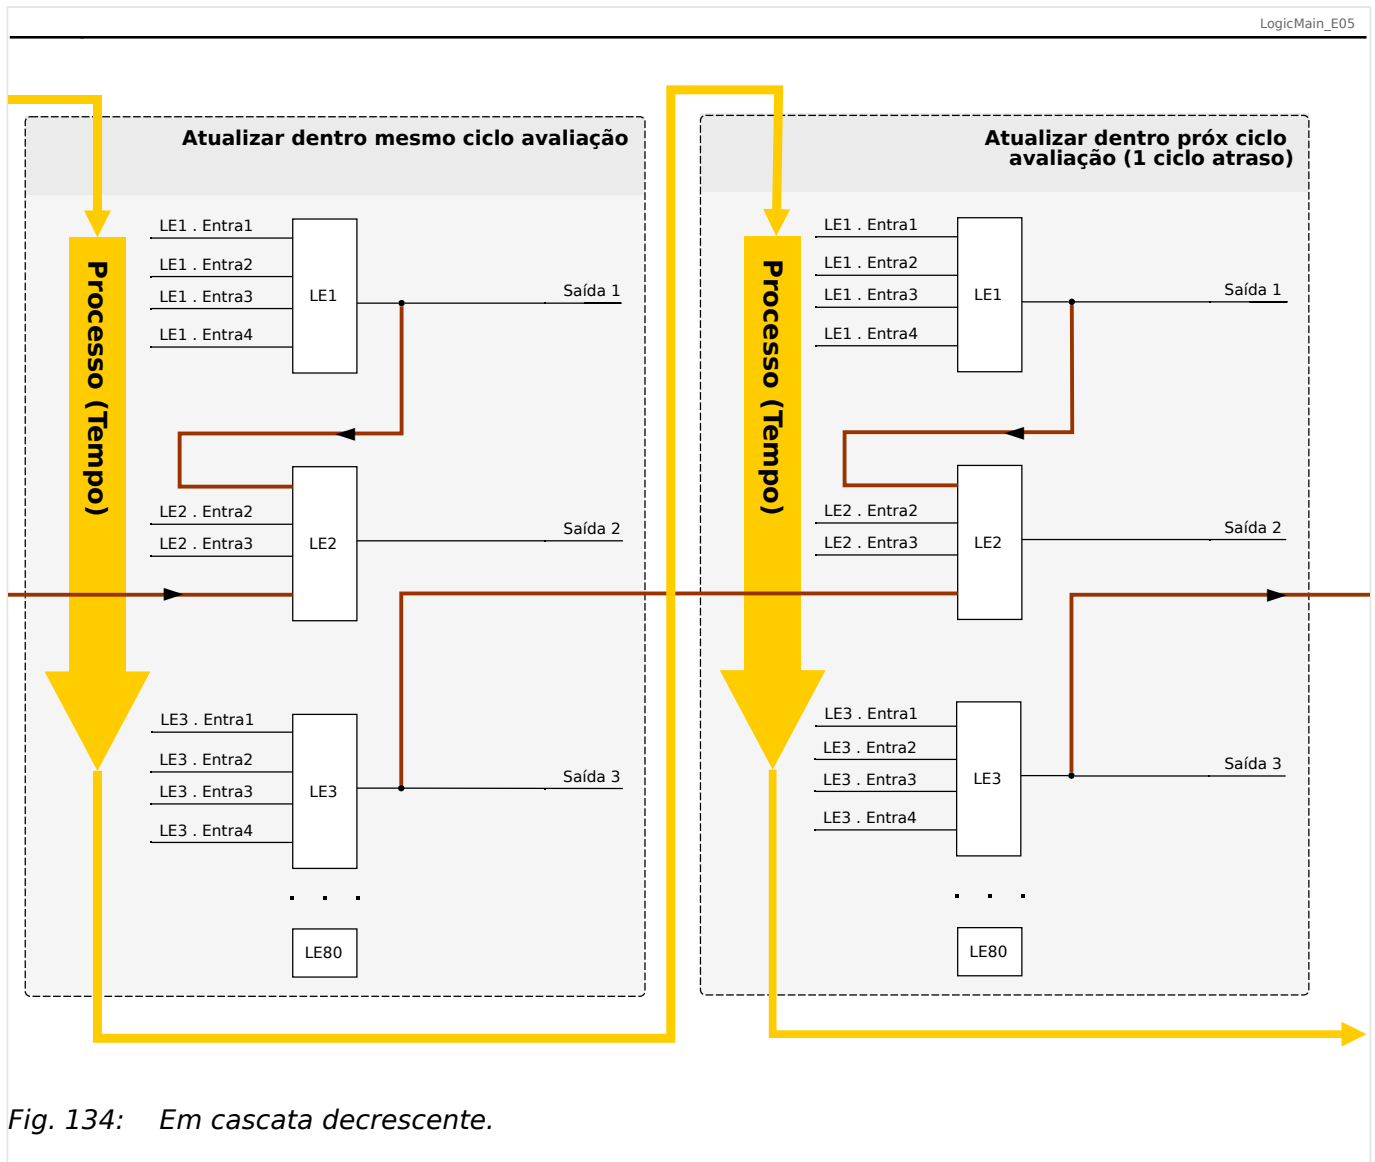 LogicMain_E05
Atualizar dentro mesmo ciclo avaliação
Processo (Tempo)
LE1 . Entra1
LE1 . Entra2
LE1 . Entra3
LE1 . Entra4
LE1
Saída 1
LE2 . Entra2
LE2 . Entra3
LE2
Saída 2
LE3 . Entra1
LE3 . Entra2
LE3 . Entra3
LE3 . Entra4
LE3
Saída 3
. . .
LE80
Atualizar dentro próx ciclo
avaliação (1 ciclo atraso)
Processo (Tempo)
LE1 . Entra1
LE1 . Entra2
LE1 . Entra3
LE1 . Entra4
LE1
Saída 1
LE2 . Entra2
LE2 . Entra3
LE2
Saída 2
LE3 . Entra1
LE3 . Entra2
LE3 . Entra3
LE3 . Entra4
LE3
Saída 3
. . .
LE80
Fig. 134: Em cascata decrescente.